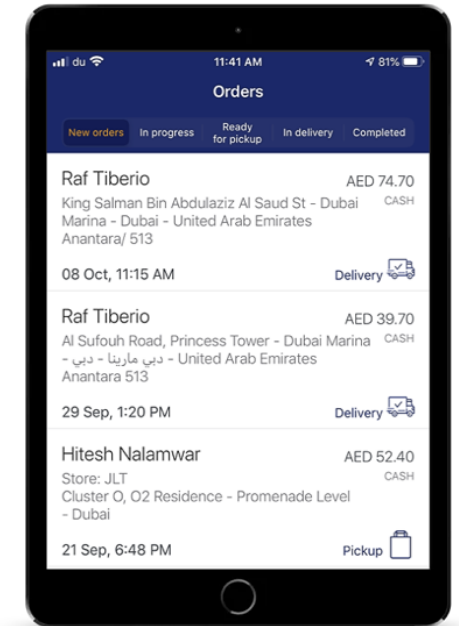 du
11:41 AM
81%
Orders
New orders
In progress
Ready
for pickup
In delivery
Completed
Raf Tiberio
AED 74.70
King Salman Bin Abdulaziz Al Saud St - Dubai
CASH
Marina - Dubai - United Arab Emirates
Anantara/ 513
08 Oct, 11:15 AM
Delivery
Raf Tiberio
AED 39.70
Al Sufouh Road, Princess Tower - Dubai Marina
CASH
دبي مارينا - دبي - - United Arab Emirates
Anantara 513
29 Sep, 1:20 PM
Delivery
Hitesh Nalamwar
AED 52.40
Store: JLT
CASH
Cluster O, O2 Residence - Promenade Level
- Dubai
21 Sep, 6:48 PM
Pickup